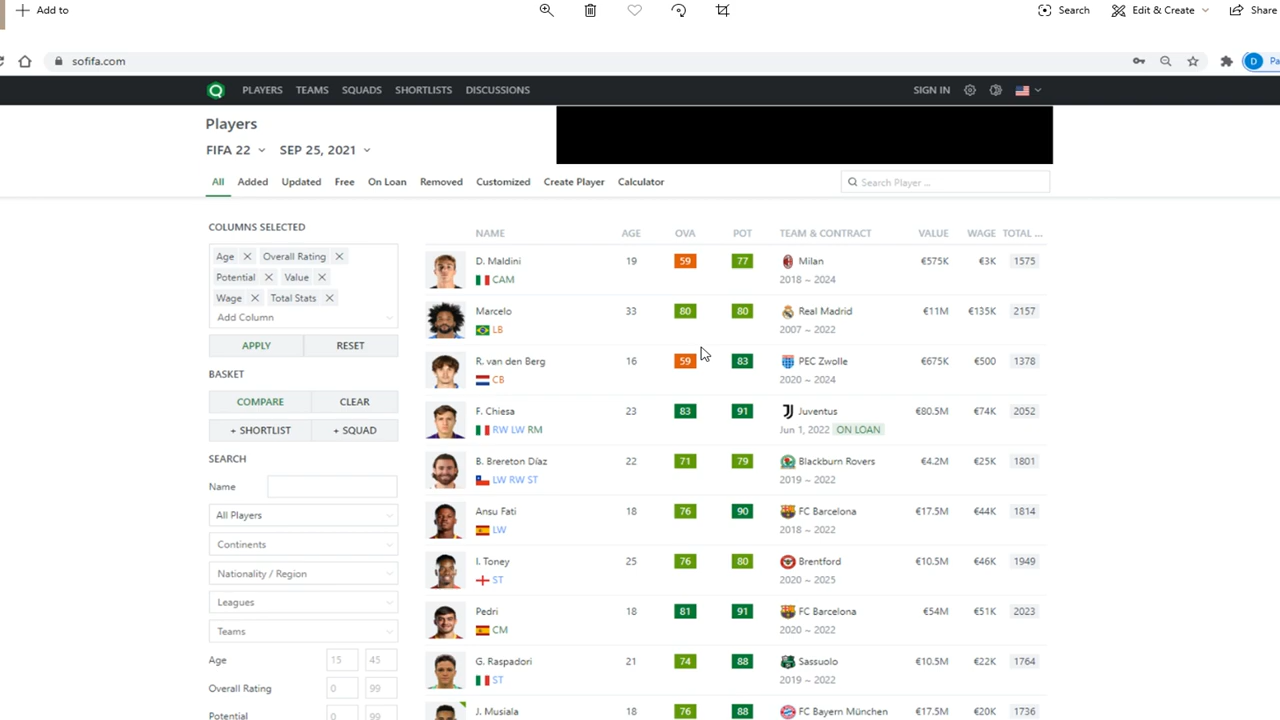 Add to
Search
Edit & Create
Share
sofifa.com
D
Pa
PLAYERS TEAMS SQUADS SHORTLISTS DISCUSSIONS
SIGN IN
Players
FIFA 22 SEP 25, 2021
All Added Updated Free On Loan Removed Customized Create Player Calculator
Search Player ...
COLUMNS SELECTED
Age × Overall Rating ×
Potential × Value ×
Wage × Total Stats ×
Add Column
APPLY RESET
BASKET
COMPARE CLEAR
+ SHORTLIST + SQUAD
SEARCH
Name
All Players
Continents
Nationality / Region
Leagues
Teams
Age 15 45
Overall Rating 0 99
Potential 0 99
NAME AGE OVA POT TEAM & CONTRACT VALUE WAGE TOTAL ...
D. Maldini 19 59 77 Milan €575K €3K 1575
CAM 2018 ~ 2024
Marcelo 33 80 80 Real Madrid €11M €135K 2157
LB 2007 ~ 2022
R. van den Berg 16 59 83 PEC Zwolle €675K €500 1378
CB 2020 ~ 2024
F. Chiesa 23 83 91 Juventus €80.5M €74K 2052
RW LW RM Jun 1, 2022 ON LOAN
B. Brereton Díaz 22 71 79 Blackburn Rovers €4.2M €25K 1801
LW RW ST 2019 ~ 2022
Ansu Fati 18 76 90 FC Barcelona €17.5M €44K 1814
LW 2018 ~ 2022
I. Toney 25 76 80 Brentford €10.5M €46K 1949
ST 2020 ~ 2025
Pedri 18 81 91 FC Barcelona €54M €51K 2023
CM 2020 ~ 2022
G. Raspadori 21 74 88 Sassuolo €10.5M €22K 1764
ST 2019 ~ 2022
J. Musiala 18 76 88 FC Bayern München €17.5M €20K 1736